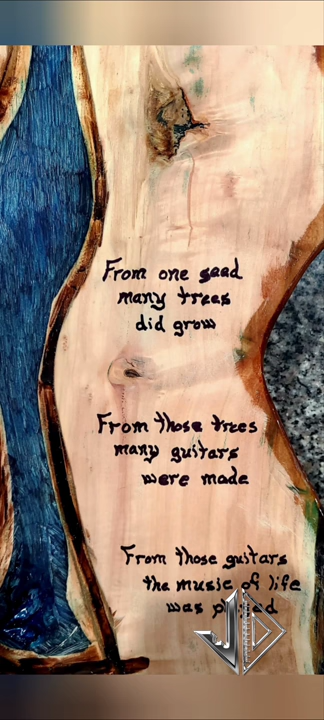 From one seed
many trees
did grow
From those trees
many guitars
were made
From those guitars
the music of life
was